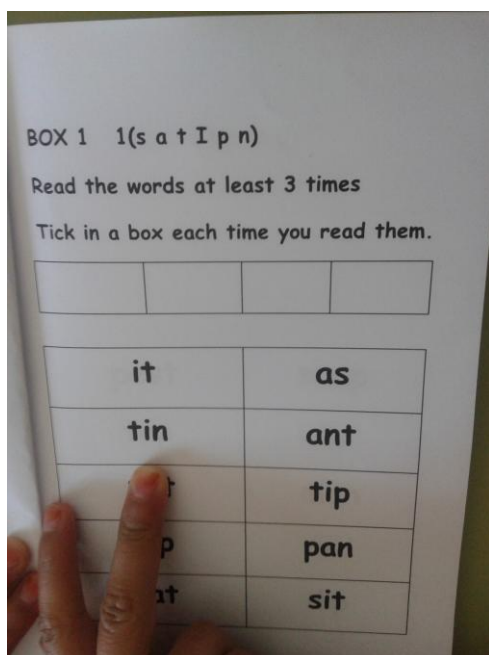 BOX 1 1(s a t I p n)
Read the words at least 3 times
Tick in a box each time you read them.
it as
tin ant
tip
pan
sit